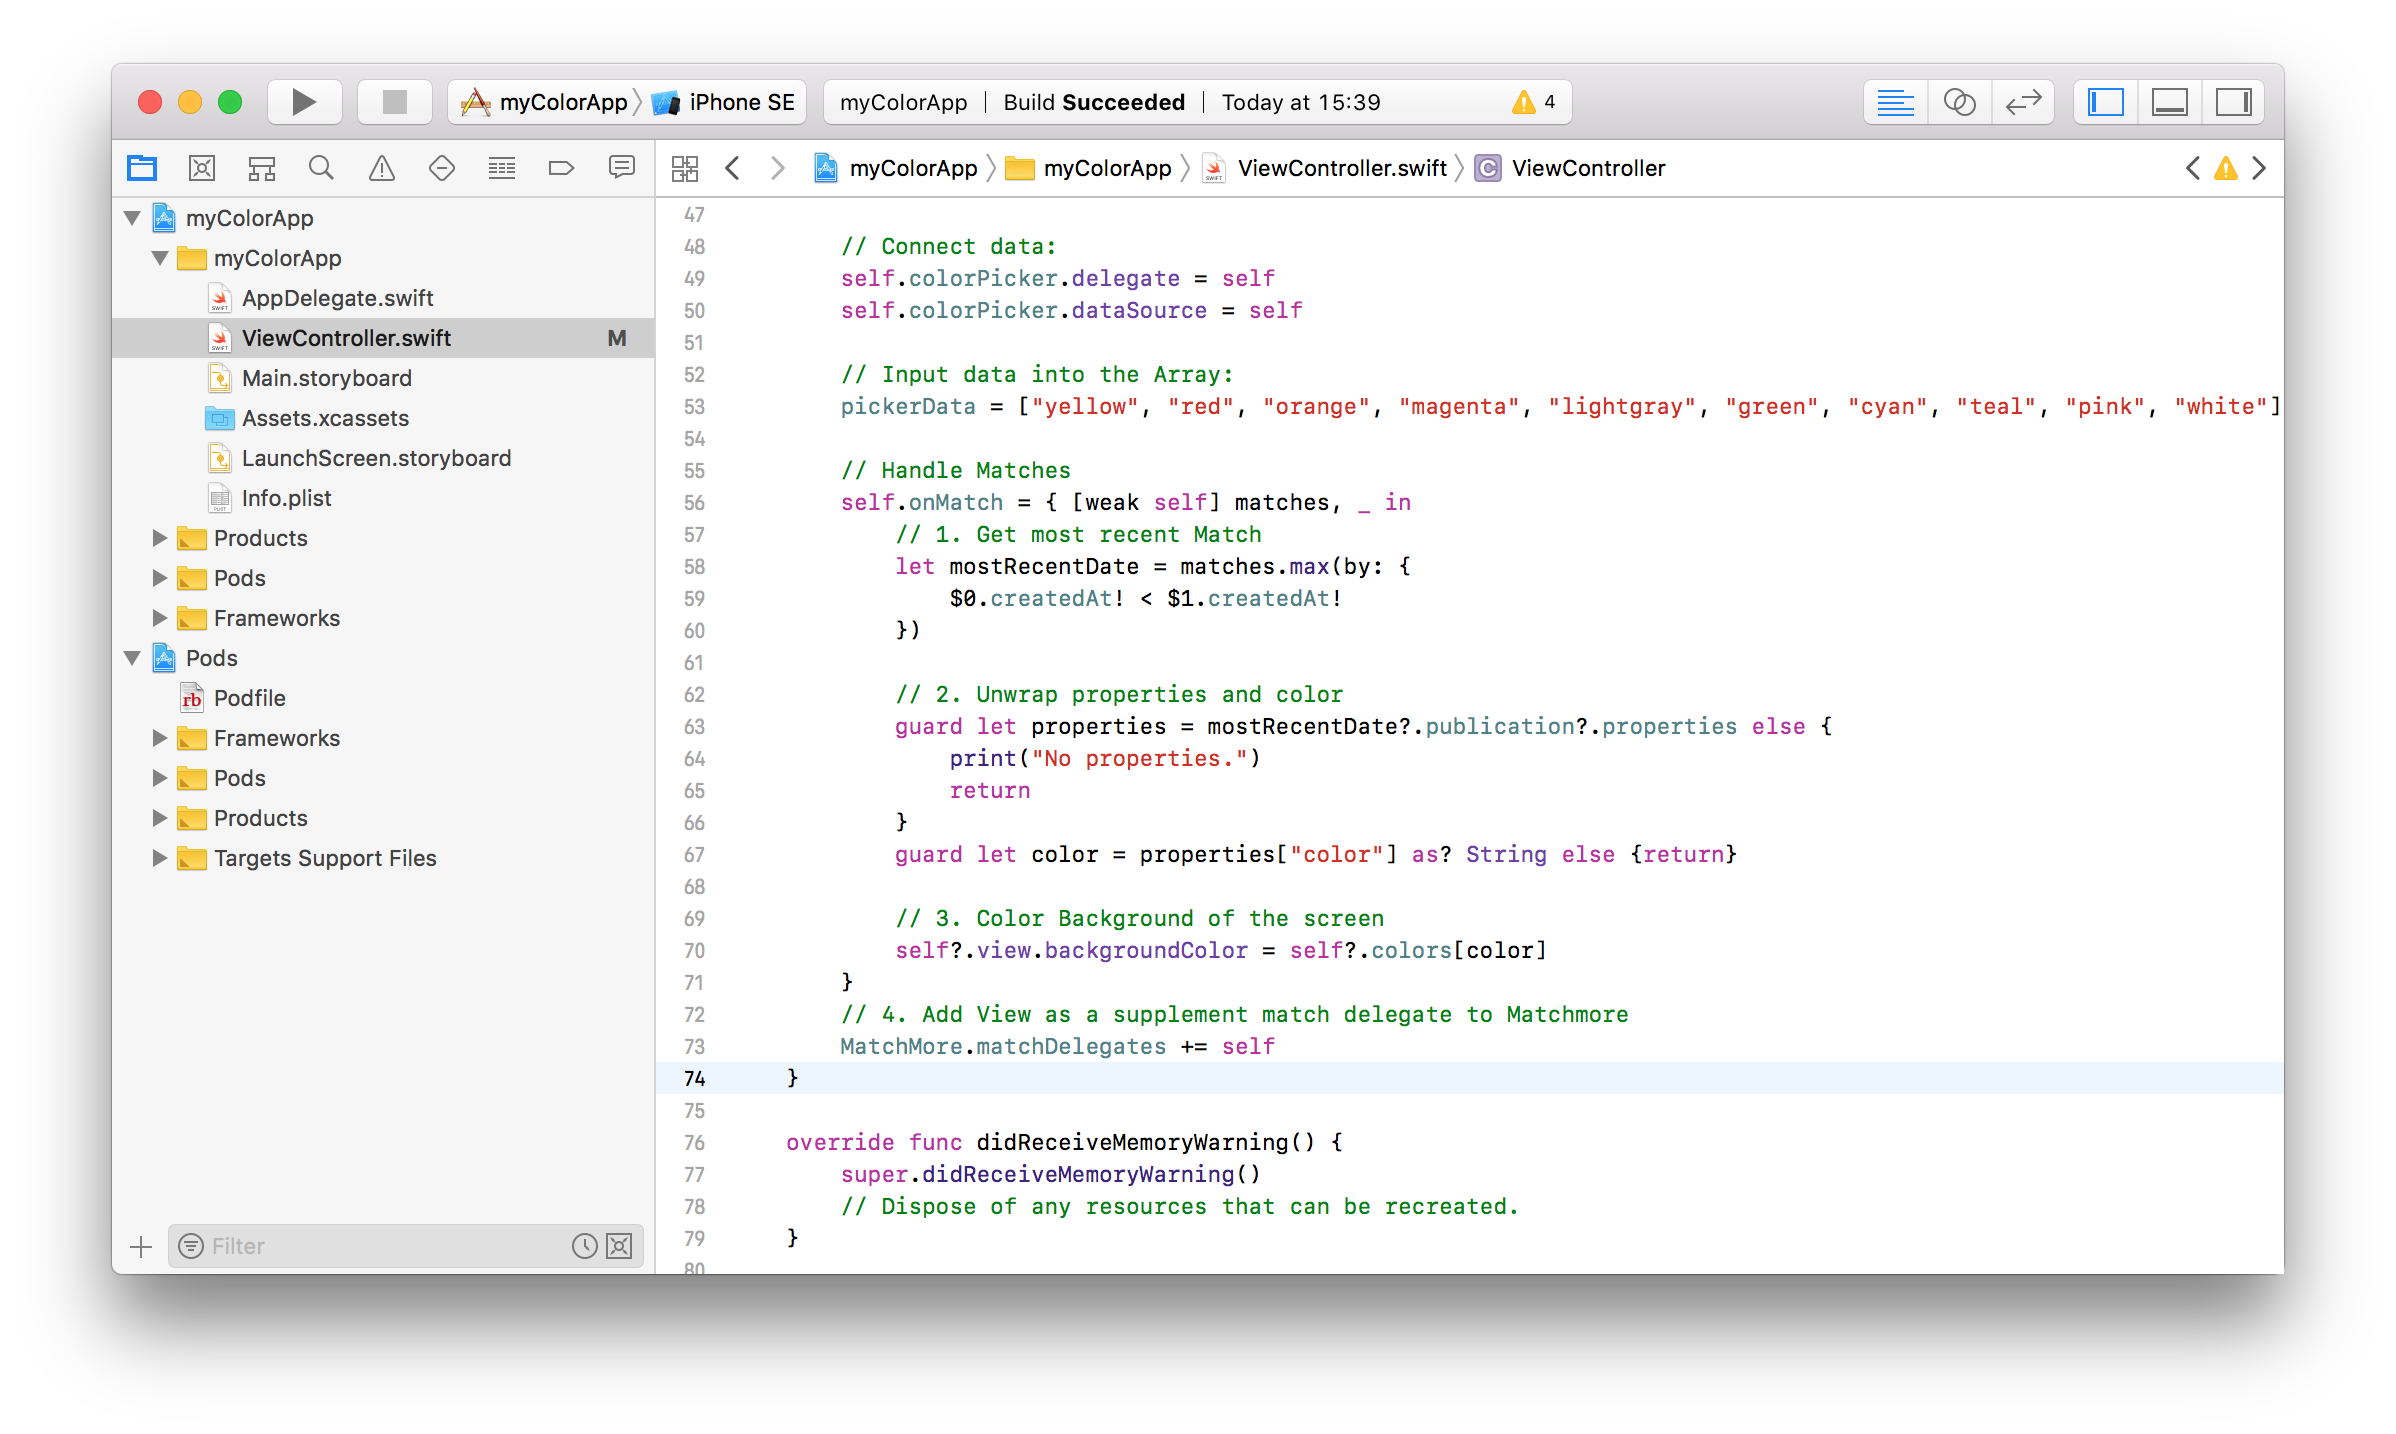 myColorApp iPhone SE
myColorApp | Build Succeeded | Today at 15:39
4
myColorApp myColorApp ViewController.swift C ViewController
myColorApp
myColorApp
AppDelegate.swift
ViewController.swift M
Main.storyboard
Assets.xcassets
LaunchScreen.storyboard
Info.plist
Products
Pods
Frameworks
Pods
rb Podfile
Frameworks
Pods
Products
Targets Support Files
Filter
47
48 // Connect data:
49 self.colorPicker.delegate = self
50 self.colorPicker.dataSource = self
51
52 // Input data into the Array:
53 pickerData = ["yellow", "red", "orange", "magenta", "lightgray", "green", "cyan", "teal", "pink", "white"]
54
55 // Handle Matches
56 self.onMatch = { [weak self] matches, _ in
57 // 1. Get most recent Match
58 let mostRecentDate = matches.max(by: {
59 $0.createdAt! < $1.createdAt!
60 })
61
62 // 2. Unwrap properties and color
63 guard let properties = mostRecentDate?.publication?.properties else {
64 print("No properties.")
65 return
66 }
67 guard let color = properties["color"] as? String else {return}
68
69 // 3. Color Background of the screen
70 self?.view.backgroundColor = self?.colors[color]
71 }
72 // 4. Add View as a supplement match delegate to Matchmore
73 MatchMore.matchDelegates += self
74 }
75
76 override func didReceiveMemoryWarning() {
77 super.didReceiveMemoryWarning()
78 // Dispose of any resources that can be recreated.
79 }
80